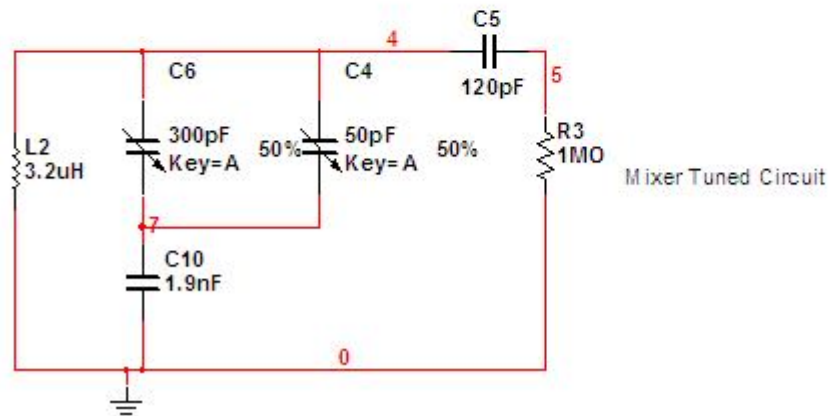 4
C5
120pF
5
C6
300pF
Key=A
50%
C4
50pF
Key=A
50%
L2
3.2uH
R3
1MO
Mixer Tuned Circuit
7
C10
1.9nF
0